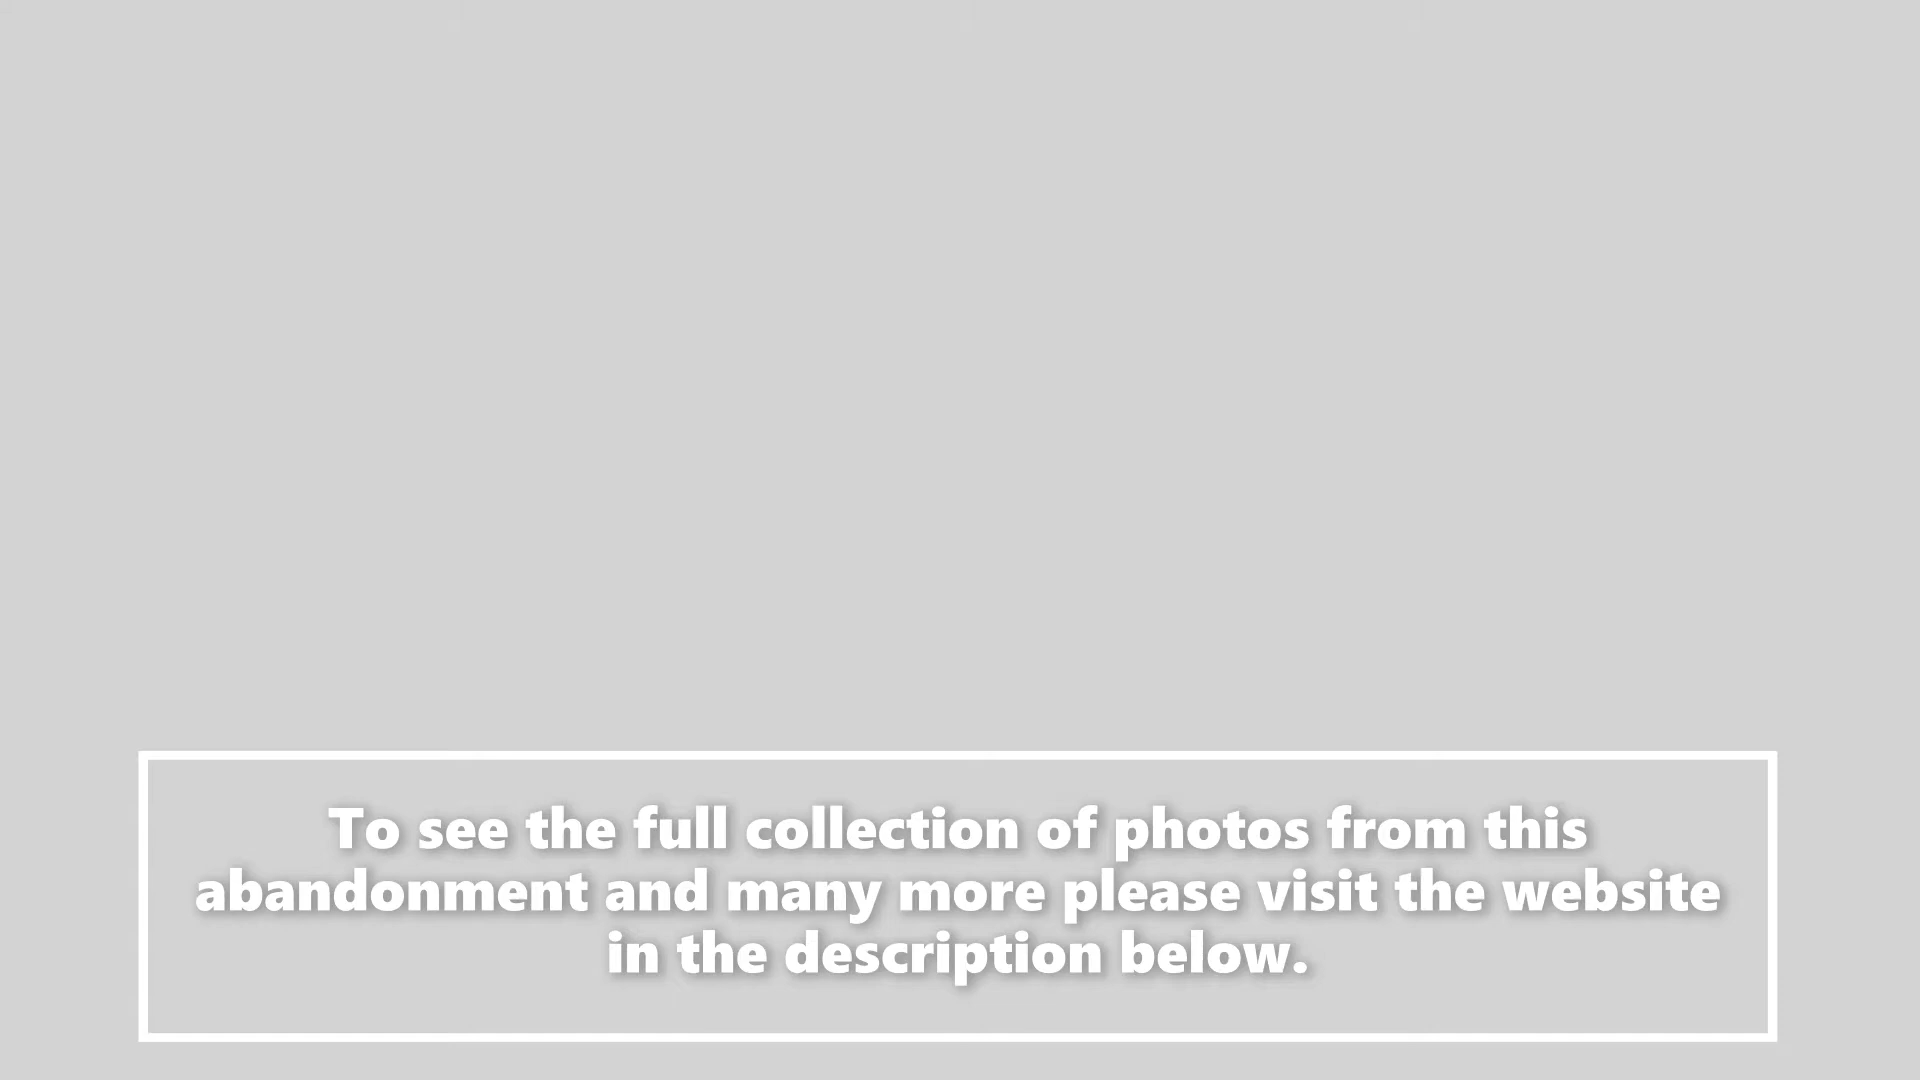 To see the full collection of photos from this
abandonment and many more please visit the website
in the description below.